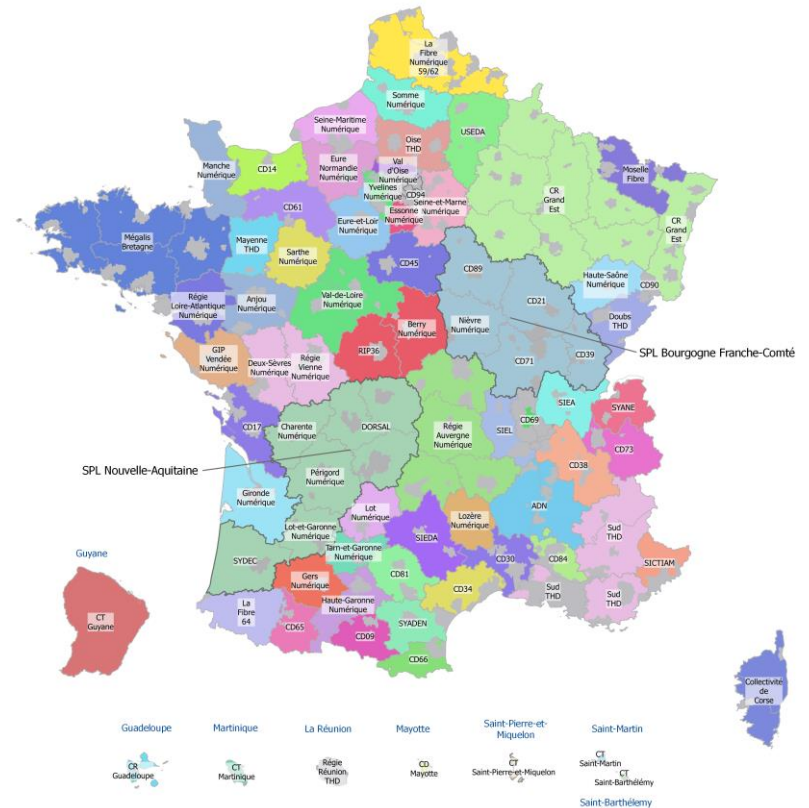 La
Fibre
Numérique
59/62
Somme
Numérique
Seine-Maritime
Numérique
Oise
THD
USEDA
Manche
Numérique
CD14
Eure
Normandie
Numérique
Val
d'Oise
Numérique
Yvelines
Numérique
CD94
Essonne
Numérique
Seine-et-Marne
Numérique
CR
Grand
Est
Moselle
Fibre
CR
Grand
Est
CD61
Eure-et-Loir
Numérique
Mégalis
Bretagne
Mayenne
THD
Sarthe
Numérique
CD45
CD89
Haute-Saône
Numérique
CD90
Régie
Loire-Atlantique
Numérique
Anjou
Numérique
Val-de-Loire
Numérique
CD21
Nièvre
Numérique
Doubs
THD
Berry
Numérique
RIP36
CD71
CD39
SPL Bourgogne Franche-Comté
GIP
Vendée
Numérique
Deux-Sèvres
Numérique
Régie
Vienne
Numérique
CD17
Charente
Numérique
DORSAL
Régie
Auvergne
Numérique
SIEL
CD69
SIEA
SYANE
CD73
CD38
SPL Nouvelle-Aquitaine
Périgord
Numérique
Gironde
Numérique
Lot
Numérique
Lozère
Numérique
ADN
Sud
THD
Lot-et-Garonne
Numérique
SIEDA
Tarn-et-Garonne
Numérique
SYDEC
CD30
CD84
SICTIAM
Gers
Numérique
CD81
CD34
Sud
THD
Sud
THD
Haute-Garonne
Numérique
La
Fibre
64
CD65
CD09
SYADEN
CD66
Guyane
CT
Guyane
Collectivité
de
Corse
Guadeloupe
CR
Guadeloupe
Martinique
CT
Martinique
La Réunion
Régie
Réunion
THD
Mayotte
CD
Mayotte
Saint-Pierre-et-
Miquelon
CT
Saint-Pierre-et-Miquelon
Saint-Martin
CT
Saint-Martin
CT
Saint-Barthélémy
Saint-Barthélemy